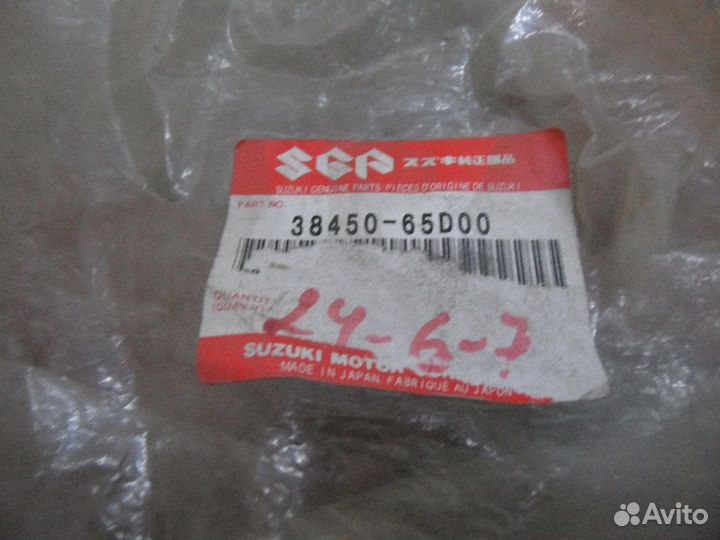 SGP スズキ純正部品
SUZUKI GENUINE PARTS PIECES D'ORIGINE DE SUZUKI
PART NO.
38450-65D00
24-6-7
SUZUKI MOTOR
MADE IN JAPAN FABRIQUE AU JAPON
Avito